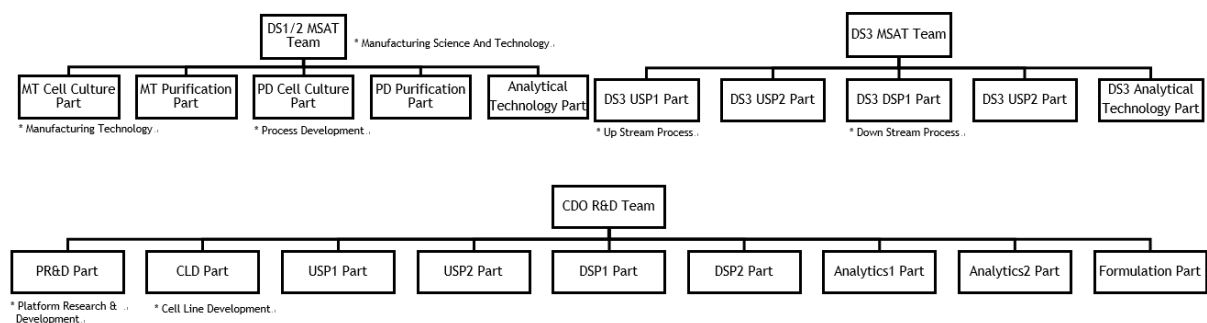 DS1/2 MSAT
Team
* Manufacturing Science And Technology.
MT Cell Culture
Part
MT Purification
Part
PD Cell Culture
Part
PD Purification
Part
Analytical
Technology Part
* Manufacturing Technology.
* Process Development.
DS3 MSAT Team
DS3 USP1 Part
DS3 USP2 Part
DS3 DSP1 Part
DS3 USP2 Part
DS3 Analytical
Technology Part
* Up Stream Process.
* Down Stream Process.
CDO R&D Team
PR&D Part
CLD Part
USP1 Part
USP2 Part
DSP1 Part
DSP2 Part
Analytics1 Part
Analytics2 Part
Formulation Part
* Platform Research &
Development.
* Cell Line Development.